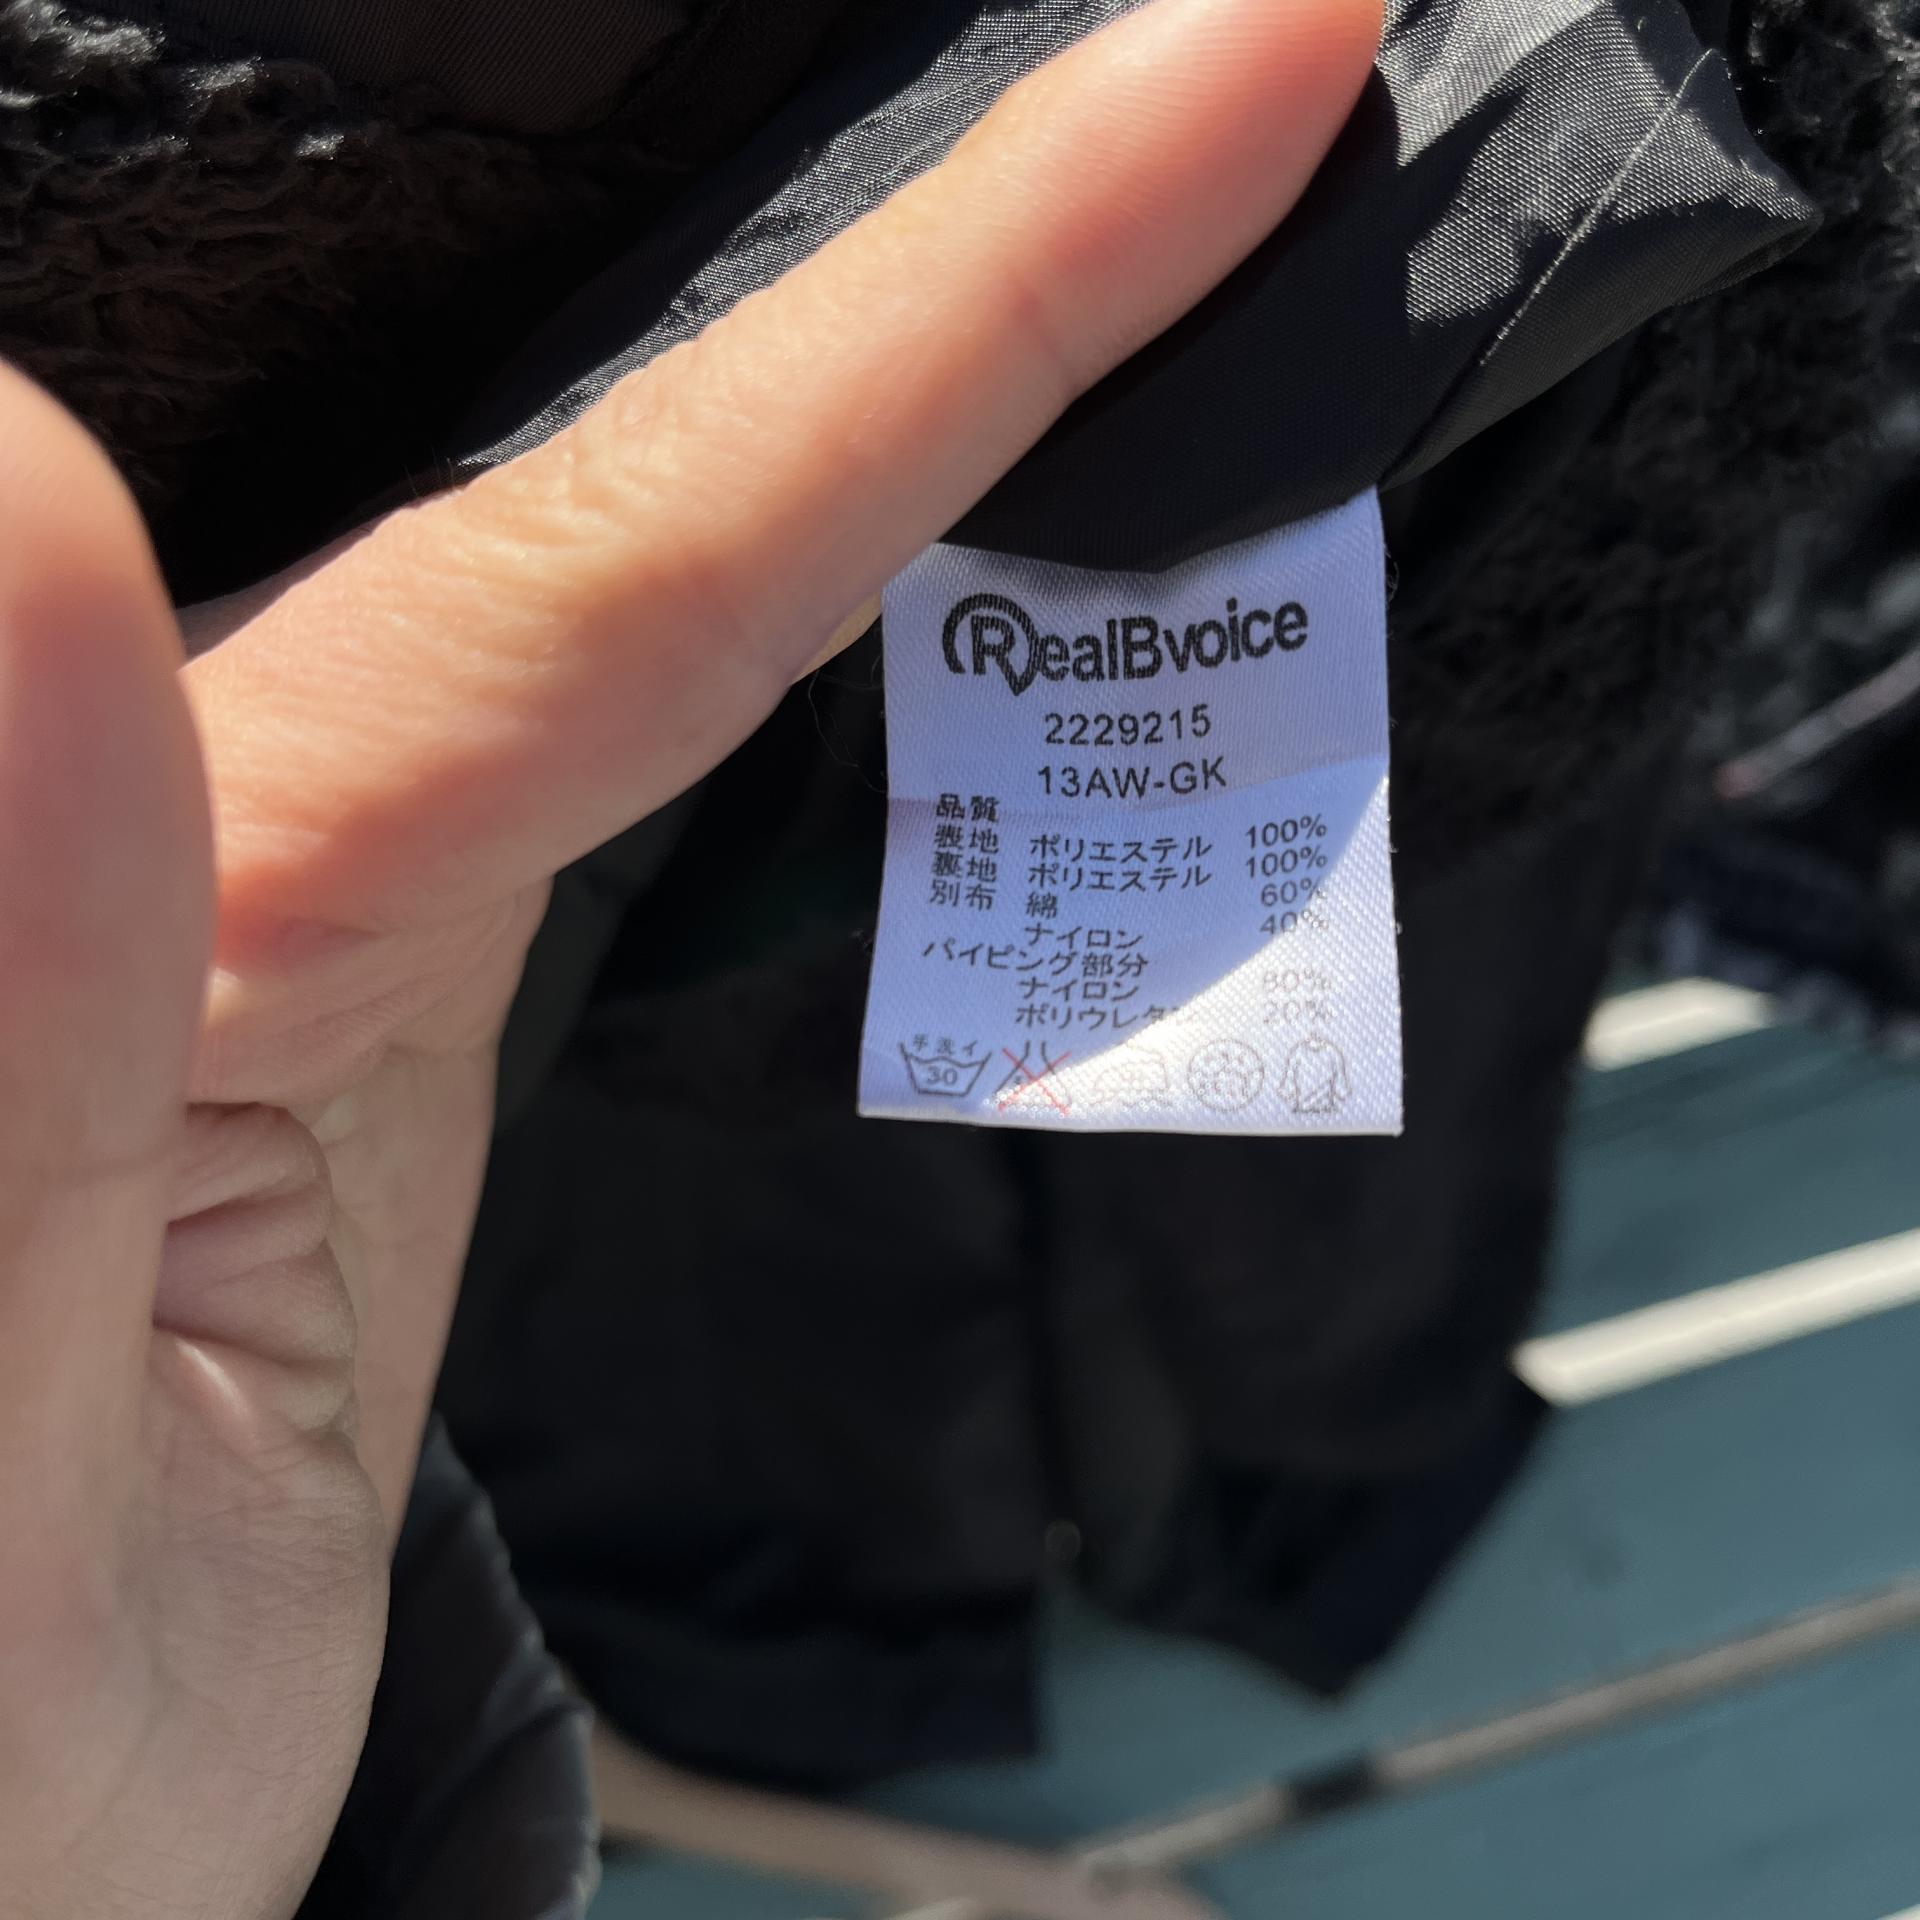 RealBvoice
2229215
13AW-GK
品質
表地 ポリエステル 100%
裏地 ポリエステル 100%
別布 綿 60%
ナイロン 40%
パイピング部分
ナイロン 80%
ポリウレタン 20%
手洗イ
30